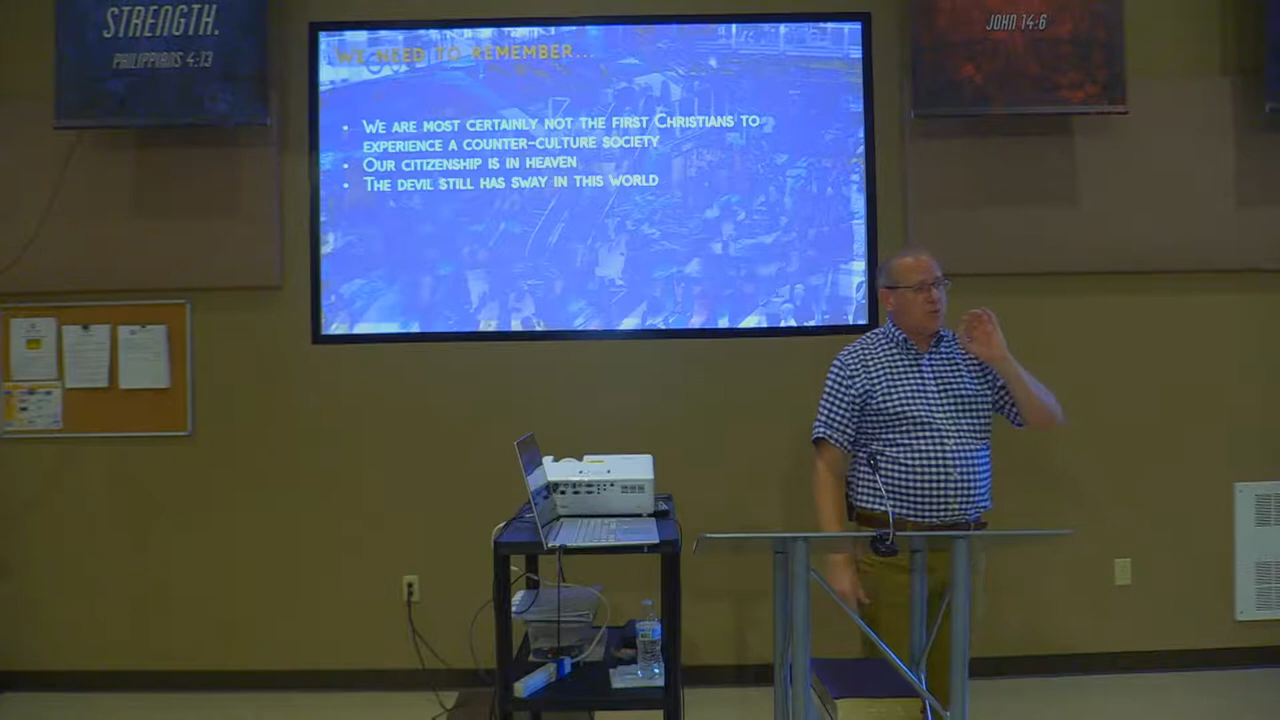 STRENGTH.
PHILIPPIANS 4:13
JOHN 14:6
WE NEED TO REMEMBER...
• WE ARE MOST CERTAINLY NOT THE FIRST CHRISTIANS TO
EXPERIENCE A COUNTER-CULTURE SOCIETY
• OUR CITIZENSHIP IS IN HEAVEN
• THE DEVIL STILL HAS SWAY IN THIS WORLD